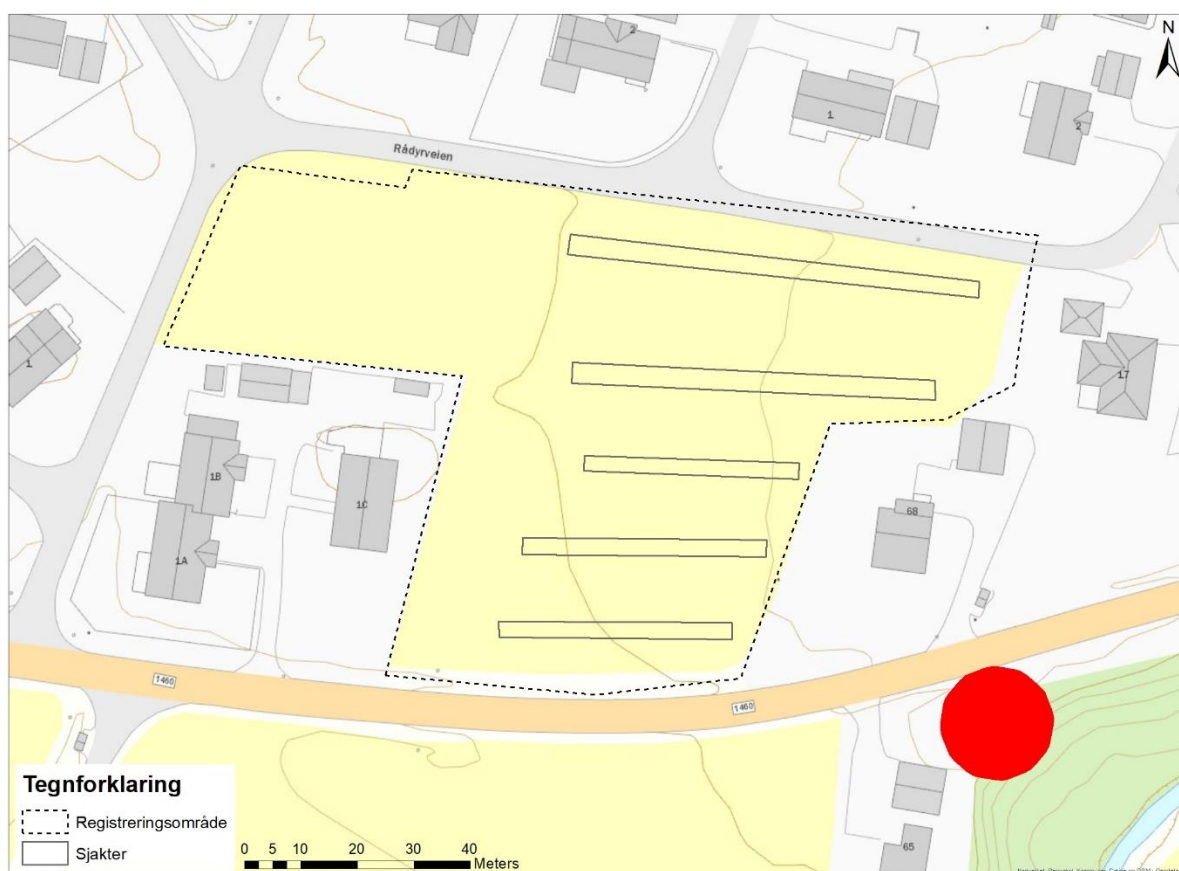 2
N
1
2
Rådyrveien
1
17
1B
1C
68
1A
1460
1460
Tegnforklaring
Registreringsområde
Sjakter
0 5 10 20 30 40
Meters
65